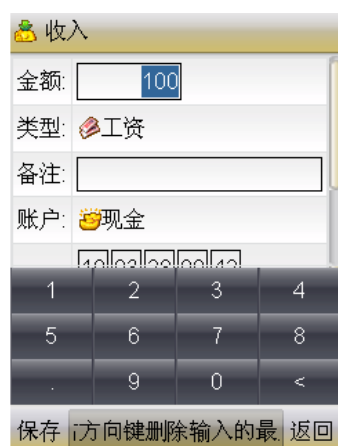 收入
金额: 100
类型: 工资
备注:
账户: 现金
1 2 3 4
5 6 7 8
. 9 0 <
保存 方向键删除输入的最 返回